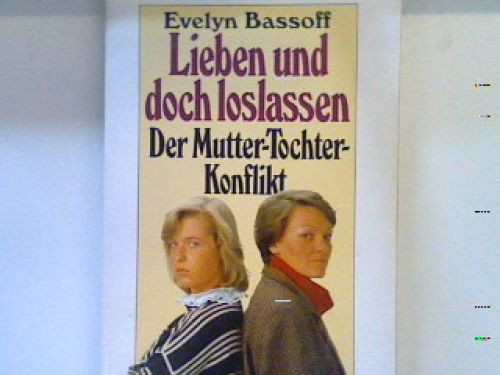 Evelyn Bassoff
Lieben und
doch loslassen
Der Mutter-Tochter-
Konflikt